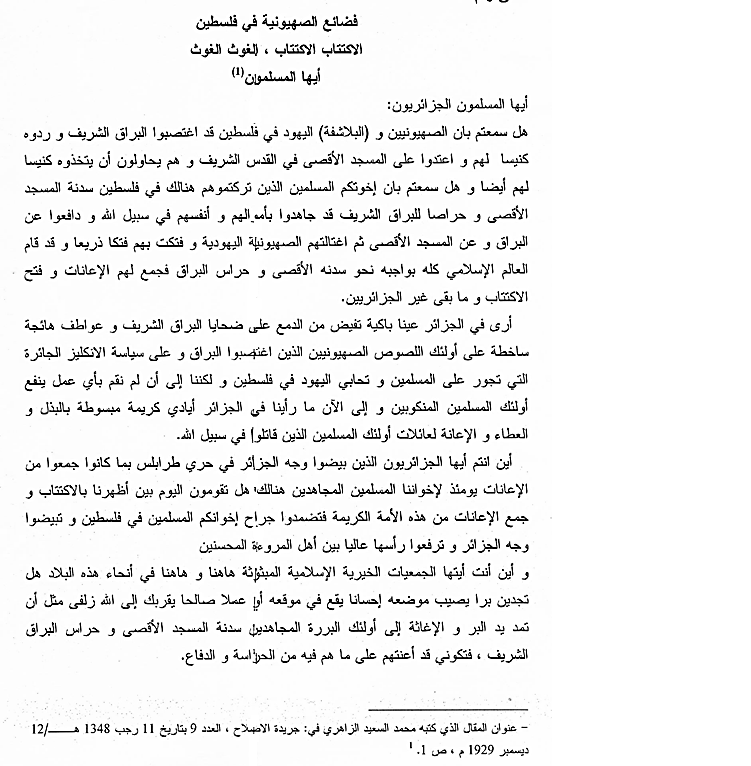 فضائع الصهيونية في فلسطين
الاكتتاب الاكتتاب ، الغوث الغوث
أيها المسلمون(1)
أيها المسلمون الجزائريون:
هل سمعتم بان الصهيونيين و (البلاشفة) اليهود في فلسطين قد اغتصبوا البراق الشريف و ردوه
كنيسا لهم و اعتدوا على المسجد الأقصى في القدس الشريف و هم يحاولون أن يتخذوه كنيسا
لهم أيضا و هل سمعتم بان إخوتكم المسلمين الذين تركتموهم هنالك في فلسطين سدنة المسجد
الأقصى و حراصا للبراق الشريف قد جاهدوا بأموالهم و أنفسهم في سبيل الله و دافعوا عن
البراق و عن المسجد الأقصى ثم اغتالتهم الصهيونية اليهودية و فتكت بهم فتكا ذريعا و قد قام
العالم الإسلامي كله بواجبه نحو سدنه الأقصى و حراس البراق فجمع لهم الإعانات و فتح
الاكتتاب و ما بقى غير الجزائريين.
أرى في الجزائر عينا باكية تفيض من الدمع على ضحايا البراق الشريف و عواطف هائجة
ساخطة على أولئك اللصوص الصهيونيين الذين اغتصبوا البراق و على سياسة الانكليز الجائرة
التي تجور على المسلمين و تحابي اليهود في فلسطين و لكننا إلى أن لم نقم بأي عمل ينفع
أولئك المسلمين المنكوبين و إلى الآن ما رأينا في الجزائر أيادي كريمة مبسوطة بالبذل و
العطاء و الإعانة لعائلات أولئك المسلمين الذين قاتلوا في سبيل الله.
أين انتم أيها الجزائريون الذين بيضوا وجه الجزائر في حري طرابلس بما كانوا جمعوا من
الإعانات يومئذ لإخواننا المسلمين المجاهدين هنالك هل تقومون اليوم بين أظهرنا بالاكتتاب و
جمع الإعانات من هذه الأمة الكريمة فتضمدوا جراح إخوانكم المسلمين في فلسطين و تبيضوا
وجه الجزائر و ترفعوا رأسها عاليا بين أهل المروءة المحسنين
و أين أنت أيتها الجمعيات الخيرية الإسلامية المبثوثة هاهنا و هاهنا في أنحاء هذه البلاد هل
تجدين برا يصيب موضعه إحسانا يقع في موقعه أو عملا صالحا يقربك إلى الله زلفى مثل أن
تمد يد البر و الإغاثة إلى أولئك البررة المجاهدين سدنة المسجد الأقصى و حراس البراق
الشريف ، فتكوني قد أعنتهم على ما هم فيه من الحراسة و الدفاع.
– عنوان المقال الذي كتبه محمد السعيد الزاهري في: جريدة الاصلاح ، العدد 9 بتاريخ 11 رجب 1348 هـ/12
ديسمبر 1929 م ، ص 1. 1